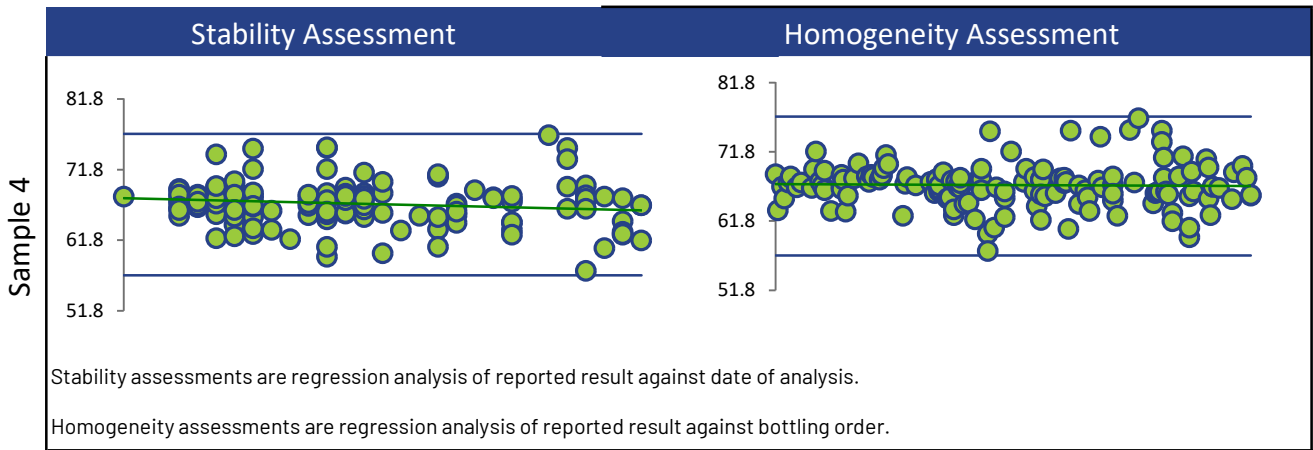 Stability Assessment
Homogeneity Assessment
Sample 4
81.8
71.8
61.8
51.8
81.8
71.8
61.8
51.8
Stability assessments are regression analysis of reported result against date of analysis.
Homogeneity assessments are regression analysis of reported result against bottling order.